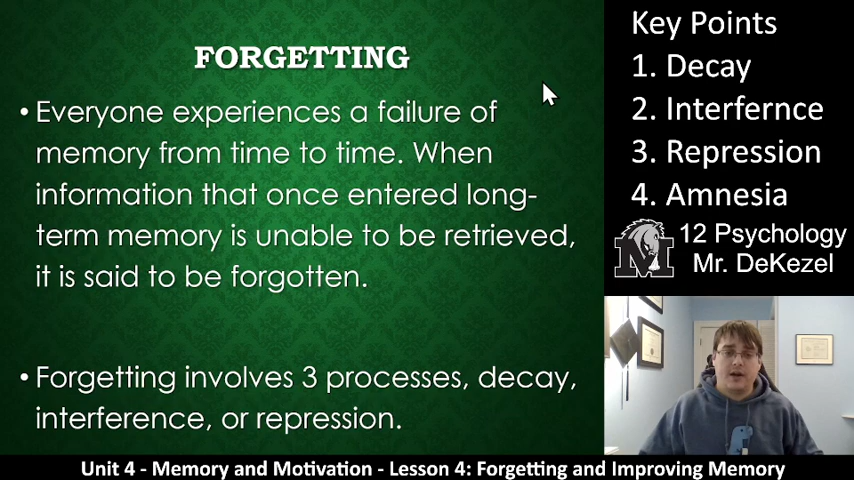 FORGETTING
• Everyone experiences a failure of
memory from time to time. When
information that once entered long-
term memory is unable to be retrieved,
it is said to be forgotten.
• Forgetting involves 3 processes, decay,
interference, or repression.
Key Points
1. Decay
2. Interfernce
3. Repression
4. Amnesia
M
12 Psychology
Mr. DeKezel
Unit 4 - Memory and Motivation - Lesson 4: Forgetting and Improving Memory